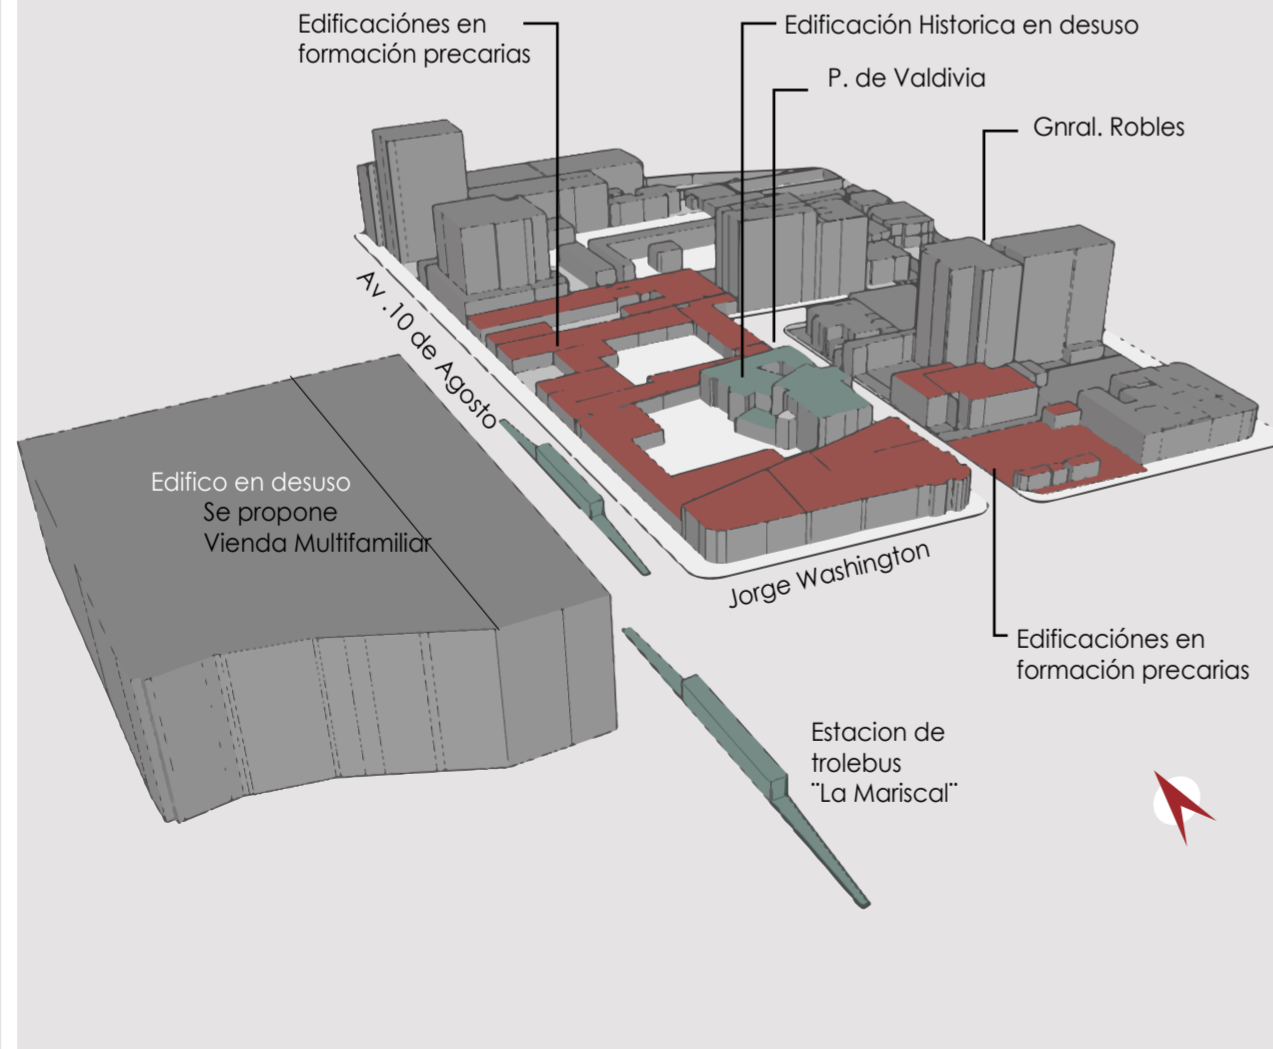 Edificaciónes en
formación precarias
Edificación Historica en desuso
P. de Valdivia
Gnral. Robles
Av .10 de Agosto
Edifico en desuso
Se propone
Vienda Multifamiliar
Jorge Washington
Edificaciónes en
formación precarias
Estacion de
trolebus
¨La Mariscal¨